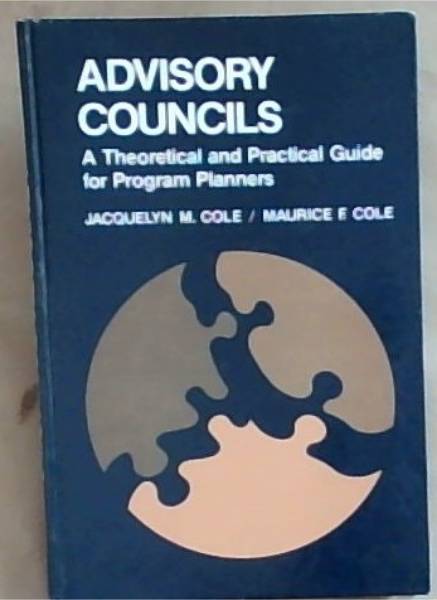 ADVISORY
COUNCILS
A Theoretical and Practical Guide
for Program Planners
JACQUELYN M. COLE / MAURICE F. COLE